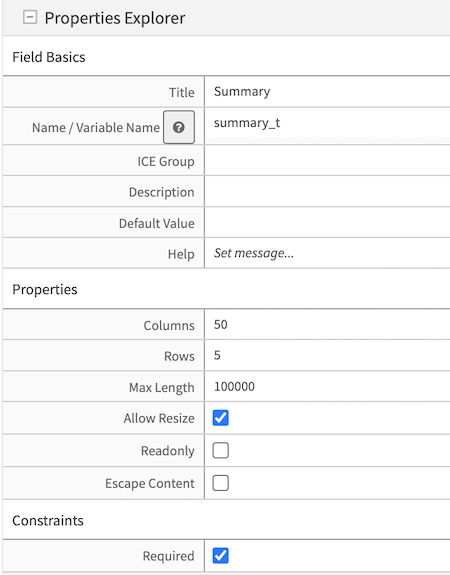 Properties Explorer
Field Basics
Title Summary
Name / Variable Name ? summary_t
ICE Group
Description
Default Value
Help Set message...
Properties
Columns 50
Rows 5
Max Length 100000
Allow Resize
Readonly
Escape Content
Constraints
Required